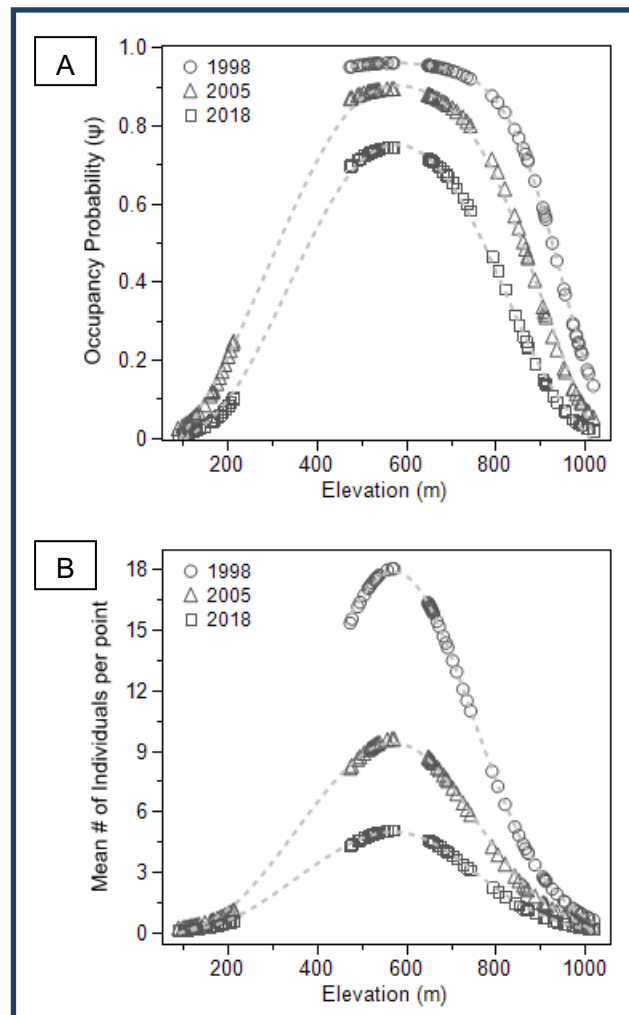 A
1.0
0.8
0.6
0.4
0.2
0
1998
2005
2018
Occupancy Probability (ψ)
200 400 600 800 1000
Elevation (m)
B
18
15
12
9
6
3
0
1998
2005
2018
Mean # of Individuals per point
200 400 600 800 1000
Elevation (m)